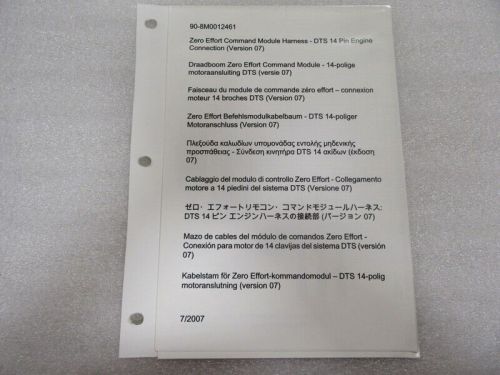 90-8M0012461
Zero Effort Command Module Harness - DTS 14 Pin Engine
Connection (Version 07)
Draadboom Zero Effort Command Module - 14-polige
motoraansluiting DTS (versie 07)
Faisceau du module de commande zéro effort – connexion
moteur 14 broches DTS (Version 07)
Zero Effort Befehlsmodulkabelbaum - DTS 14-poliger
Motoranschluss (Version 07)
Πλεξούδα καλωδίων υπομονάδας εντολής μηδενικής
προσπάθειας - Σύνδεση κινητήρα DTS 14 ακίδων (έκδοση
07)
Cablaggio del modulo di controllo Zero Effort - Collegamento
motore a 14 piedini del sistema DTS (Versione 07)
ゼロ・エフォートリモコン・コマンドモジュールハーネス:
DTS 14 ピン エンジンハーネスの接続部 (バージョン 07)
Mazo de cables del módulo de comandos Zero Effort -
Conexión para motor de 14 clavijas del sistema DTS (versión
07)
Kabelstam för Zero Effort-kommandomodul – DTS 14-polig
motoranslutning (version 07)
7/2007